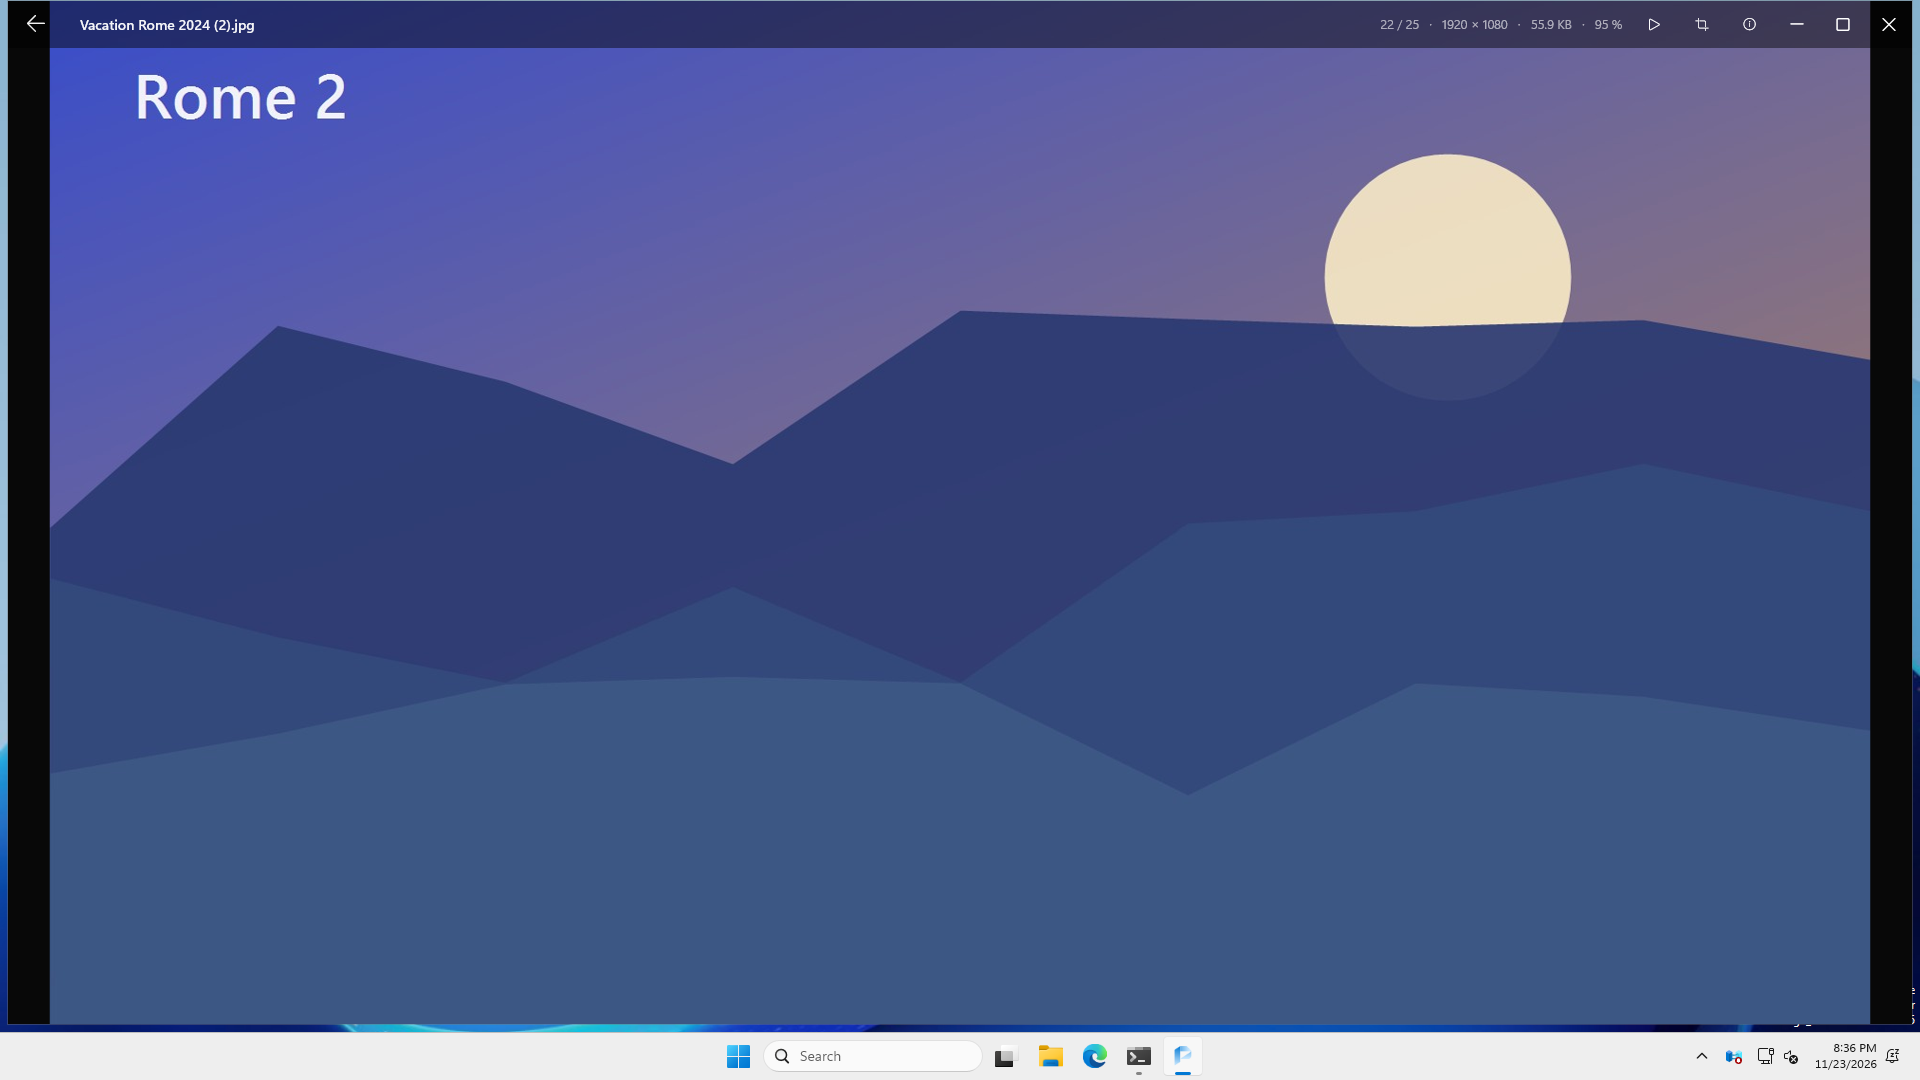 Vacation Rome 2024 (2).jpg
22 / 25 · 1920 × 1080 · 55.9 KB · 95 %
Rome 2
Search
8:36 PM
11/23/2026